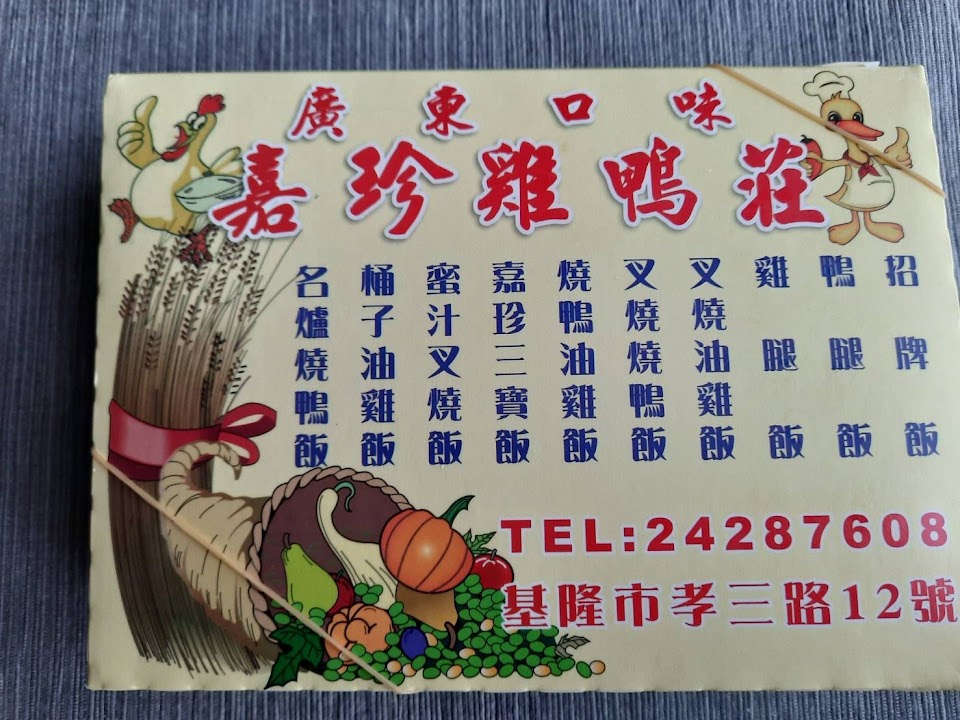 廣東口味
嘉珍雞鴨莊
招牌飯
鴨腿飯
雞腿飯
叉燒油雞飯
叉燒燒鴨飯
燒鴨油雞飯
嘉珍三寶飯
蜜汁叉燒飯
桶子油雞飯
名爐燒鴨飯
TEL:24287608
基隆市孝三路12號